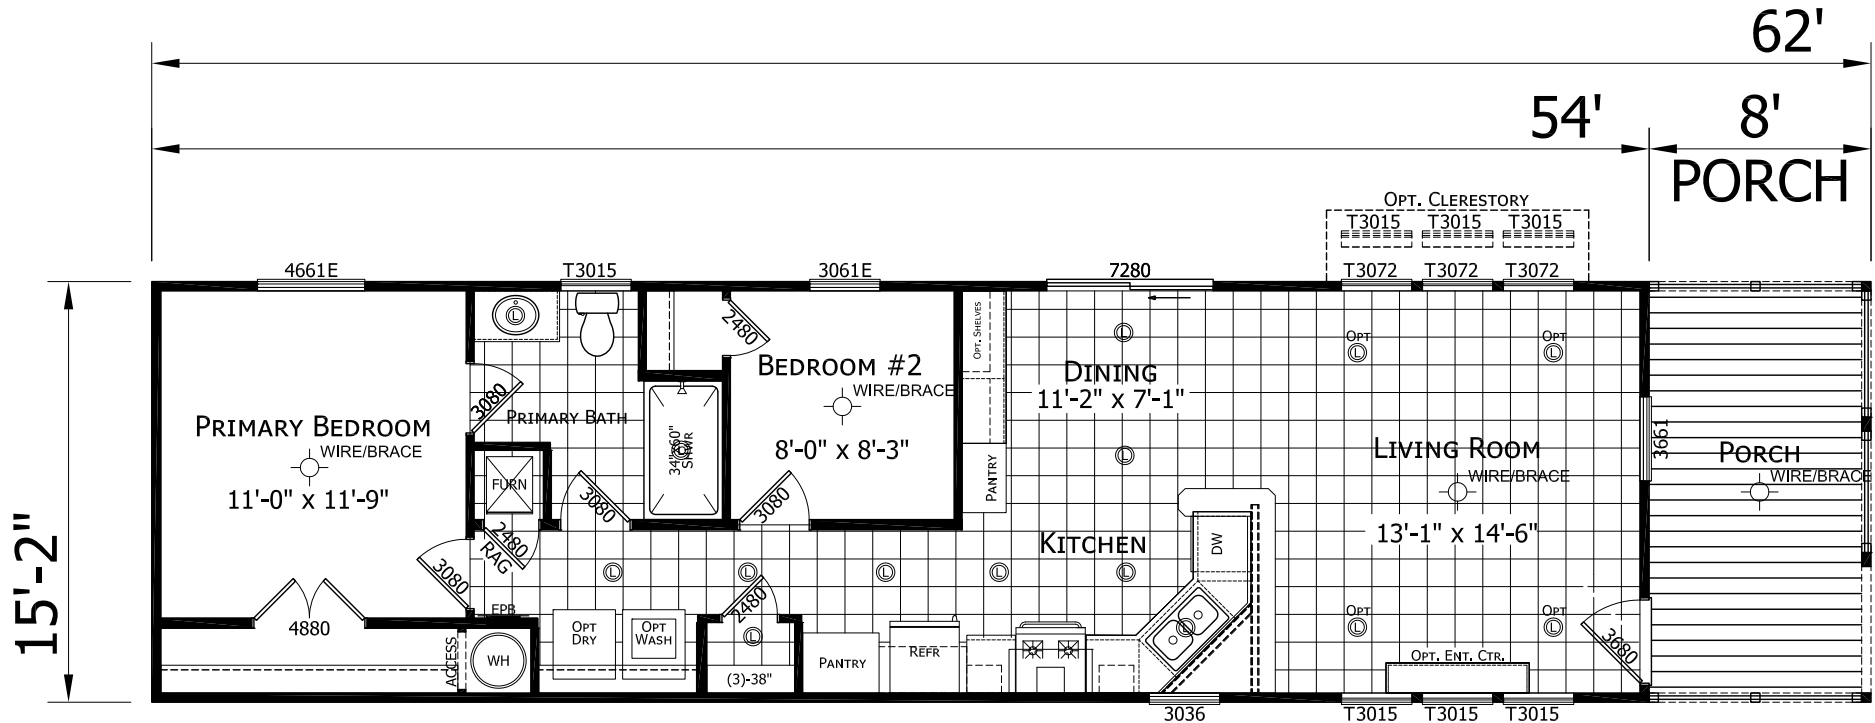 62'
54'
8'
PORCH
OPT. CLERESTORY
T3015 T3015 T3015
4661E
T3015
3061E
7280
T3072 T3072 T3072
15'-2"
L
2480
OPT. SHELVES
L
OPT
L
OPT
L
BEDROOM #2
WIRE/BRACE
8'-0" x 8'-3"
DINING
11'-2" x 7'-1"
3080
PRIMARY BATH
34"x60"
SHWR
L
PRIMARY BEDROOM
WIRE/BRACE
11'-0" x 11'-9"
FURN
3080
3080
PANTRY
L
LIVING ROOM
WIRE/BRACE
13'-1" x 14'-6"
3661
PORCH
WIRE/BRACE
2480
RAG
3080
KITCHEN
DW
L
L
L
L
L
2480
EPB
4880
ACCESS
WH
OPT
DRY
OPT
WASH
L
(3)-38"
PANTRY
REFR
L
OPT
L
OPT
L
3680
OPT. ENT. CTR.
3036
T3015 T3015 T3015